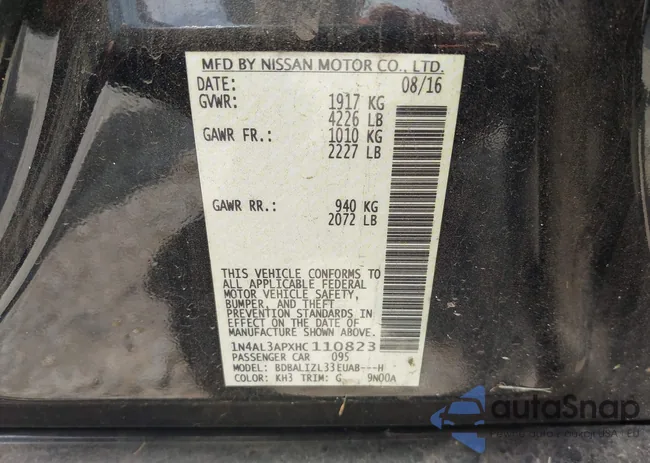 MFD BY NISSAN MOTOR CO., LTD.
DATE: 08/16
GVWR: 1917 KG
4226 LB
GAWR FR.: 1010 KG
2227 LB
GAWR RR.: 940 KG
2072 LB
THIS VEHICLE CONFORMS TO
ALL APPLICABLE FEDERAL
MOTOR VEHICLE SAFETY,
BUMPER, AND THEFT
PREVENTION STANDARDS IN
EFFECT ON THE DATE OF
MANUFACTURE SHOWN ABOVE.
1N4AL3APXHC110823
PASSENGER CAR 095
MODEL: BDBALIZL33EUAB---H
COLOR: KH3 TRIM: G 9N00A
autaSnap